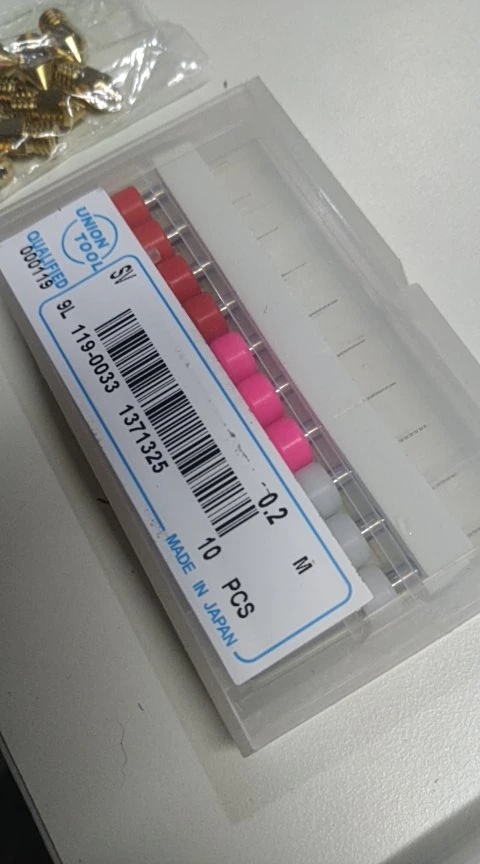 UNION
TOOL
QUALIFIED
000119
SV
9L 119-0033 1371325
-0.2
M
10 PCS
MADE IN JAPAN